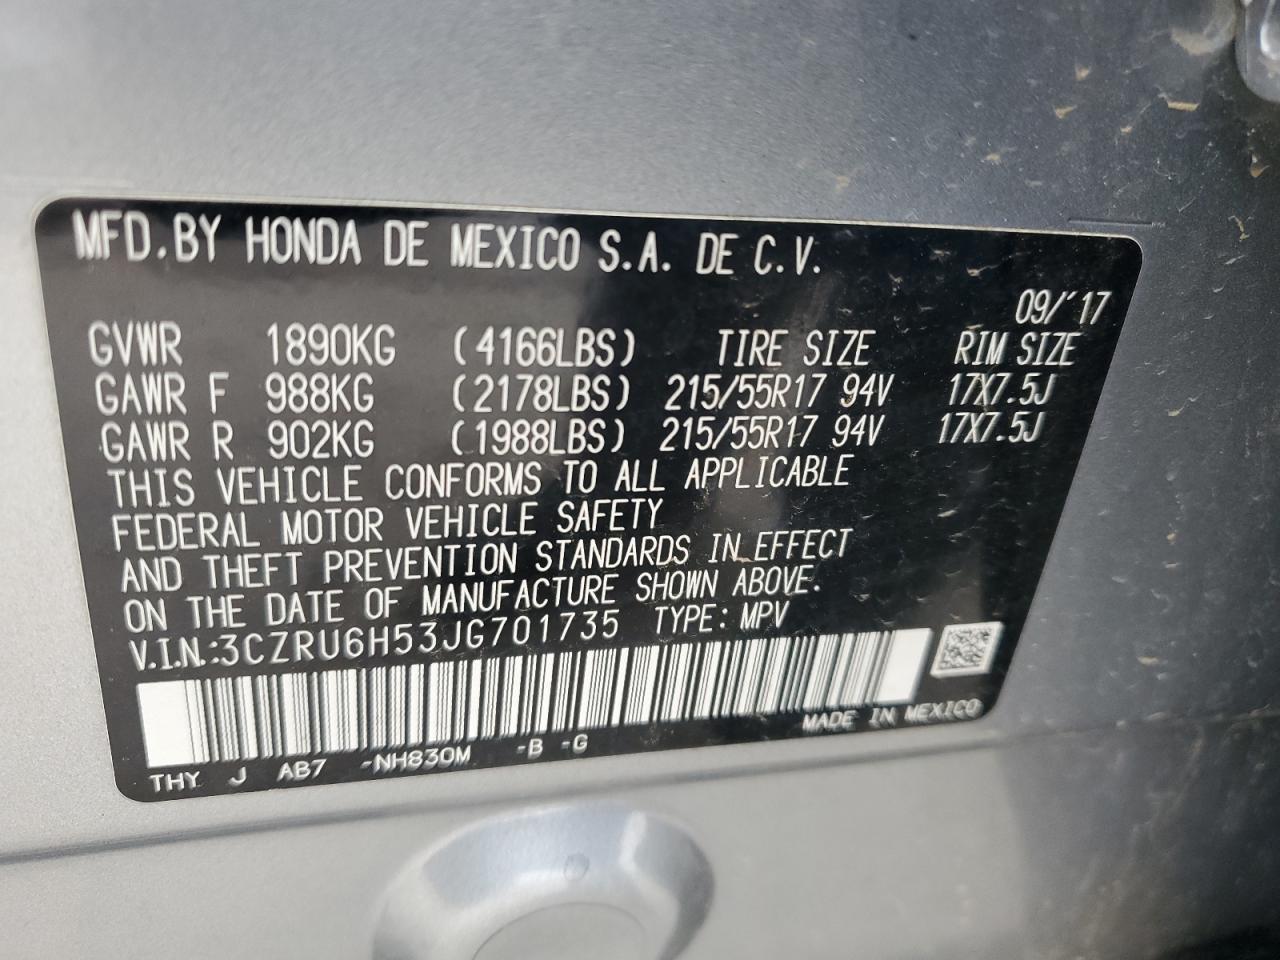 MFD.BY HONDA DE MEXICO S.A. DE C.V.
09/'17
GVWR 1890KG (4166LBS) TIRE SIZE RIM SIZE
GAWR F 988KG (2178LBS) 215/55R17 94V 17X7.5J
GAWR R 902KG (1988LBS) 215/55R17 94V 17X7.5J
THIS VEHICLE CONFORMS TO ALL APPLICABLE
FEDERAL MOTOR VEHICLE SAFETY
AND THEFT PREVENTION STANDARDS IN EFFECT
ON THE DATE OF MANUFACTURE SHOWN ABOVE.
V.I.N.:3CZRU6H53JG701735 TYPE: MPV
MADE IN MEXICO
THY J AB7 -NH830M -B -G